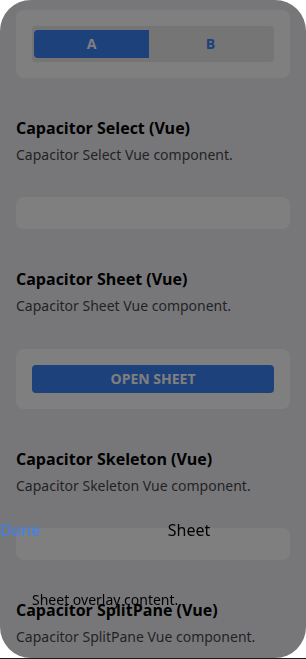 A B
Capacitor Select (Vue)
Capacitor Select Vue component.
Capacitor Sheet (Vue)
Capacitor Sheet Vue component.
OPEN SHEET
Capacitor Skeleton (Vue)
Capacitor Skeleton Vue component.
Done Sheet
Sheet overlay content.
Capacitor SplitPane (Vue)
Capacitor SplitPane Vue component.